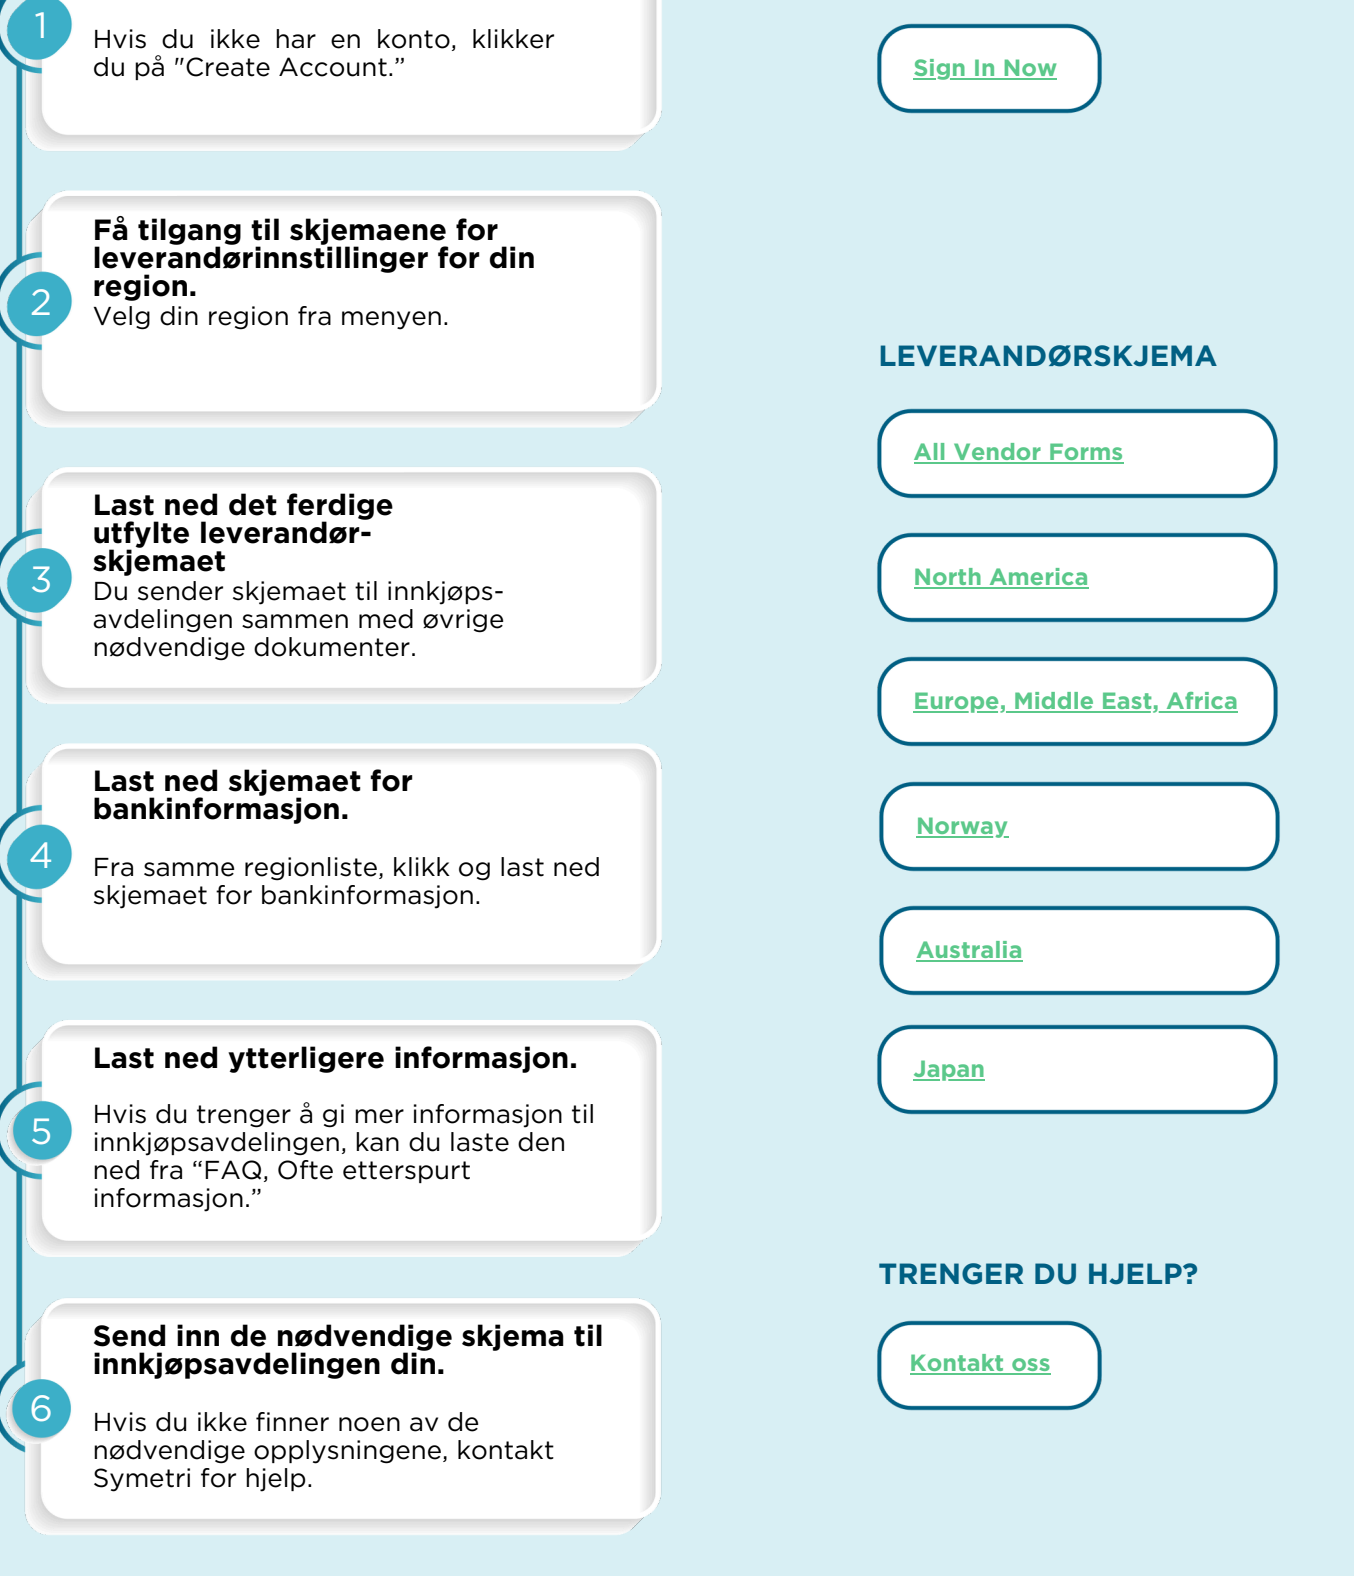 1
Hvis du ikke har en konto, klikker
du på "Create Account.”
Sign In Now
2
Få tilgang til skjemaene for
leverandørinnstillinger for din
region.
Velg din region fra menyen.
3
Last ned det ferdige
utfylte leverandør-
skjemaet
Du sender skjemaet til innkjøps-
avdelingen sammen med øvrige
nødvendige dokumenter.
4
Last ned skjemaet for
bankinformasjon.
Fra samme regionliste, klikk og last ned
skjemaet for bankinformasjon.
5
Last ned ytterligere informasjon.
Hvis du trenger å gi mer informasjon til
innkjøpsavdelingen, kan du laste den
ned fra “FAQ, Ofte etterspurt
informasjon.”
6
Send inn de nødvendige skjema til
innkjøpsavdelingen din.
Hvis du ikke finner noen av de
nødvendige opplysningene, kontakt
Symetri for hjelp.
LEVERANDØRSKJEMA
All Vendor Forms
North America
Europe, Middle East, Africa
Norway
Australia
Japan
TRENGER DU HJELP?
Kontakt oss